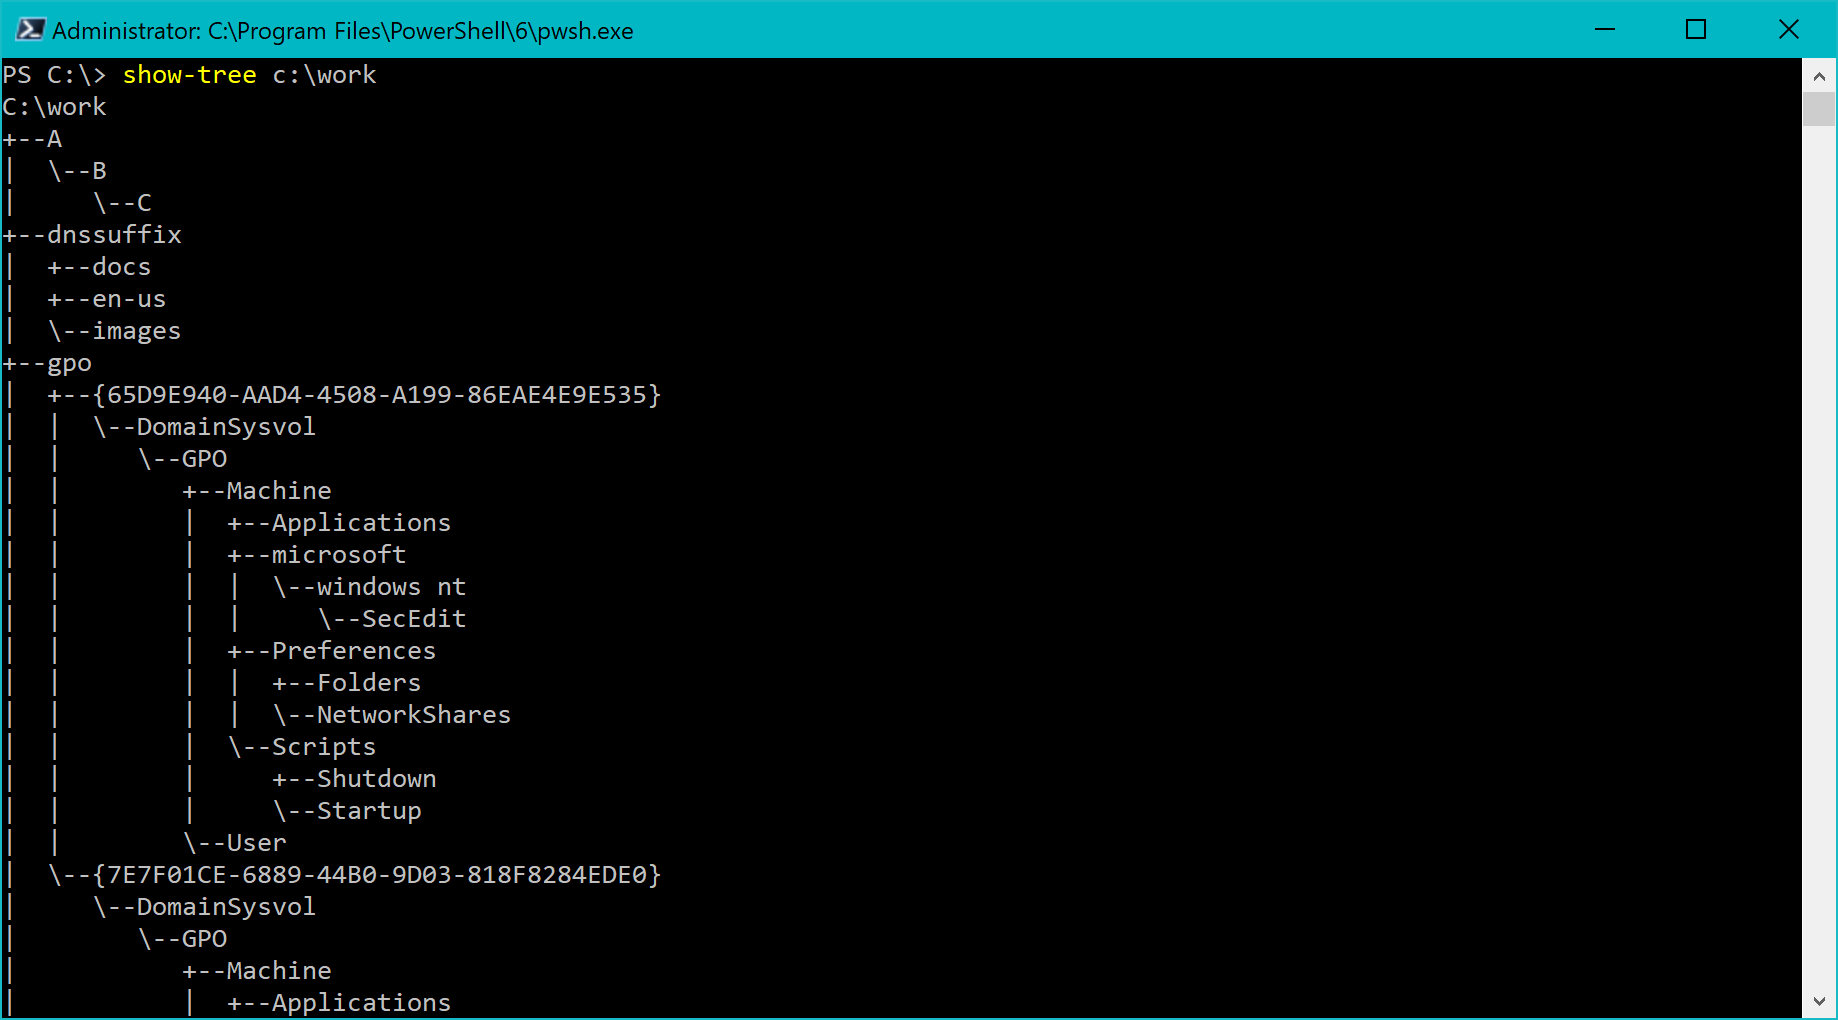 Administrator: C:\Program Files\PowerShell\6\pwsh.exe
PS C:\> show-tree c:\work
C:\work
+--A
|  \--B
|     \--C
+--dnssuffix
|  +--docs
|  +--en-us
|  \--images
+--gpo
|  +--{65D9E940-AAD4-4508-A199-86EAE4E9E535}
|  |  \--DomainSysvol
|  |     \--GPO
|  |        +--Machine
|  |        |  +--Applications
|  |        |  +--microsoft
|  |        |  |  \--windows nt
|  |        |  |     \--SecEdit
|  |        |  +--Preferences
|  |        |  |  +--Folders
|  |        |  |  \--NetworkShares
|  |        |  \--Scripts
|  |        |     +--Shutdown
|  |        |     \--Startup
|  |        \--User
|  \--{7E7F01CE-6889-44B0-9D03-818F8284EDE0}
|     \--DomainSysvol
|        \--GPO
|           +--Machine
|           |  +--Applications